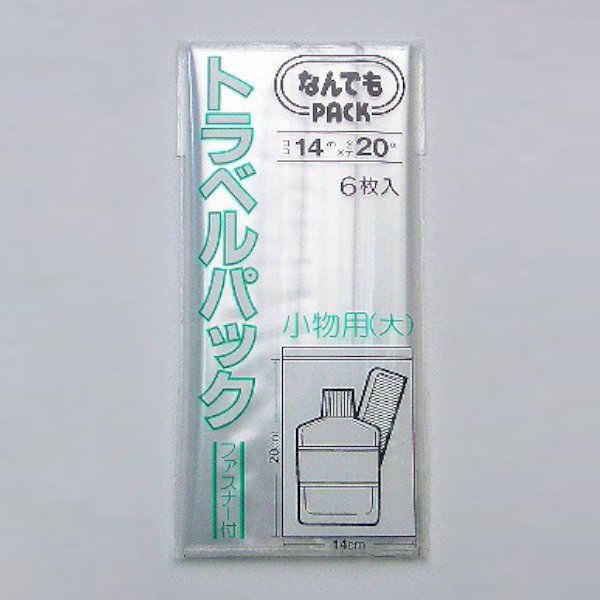 トラベルパック
ファスナー付
なんでも
PACK
ヨコ14cm×タテ20cm
6枚入
小物用(大)
20cm
14cm